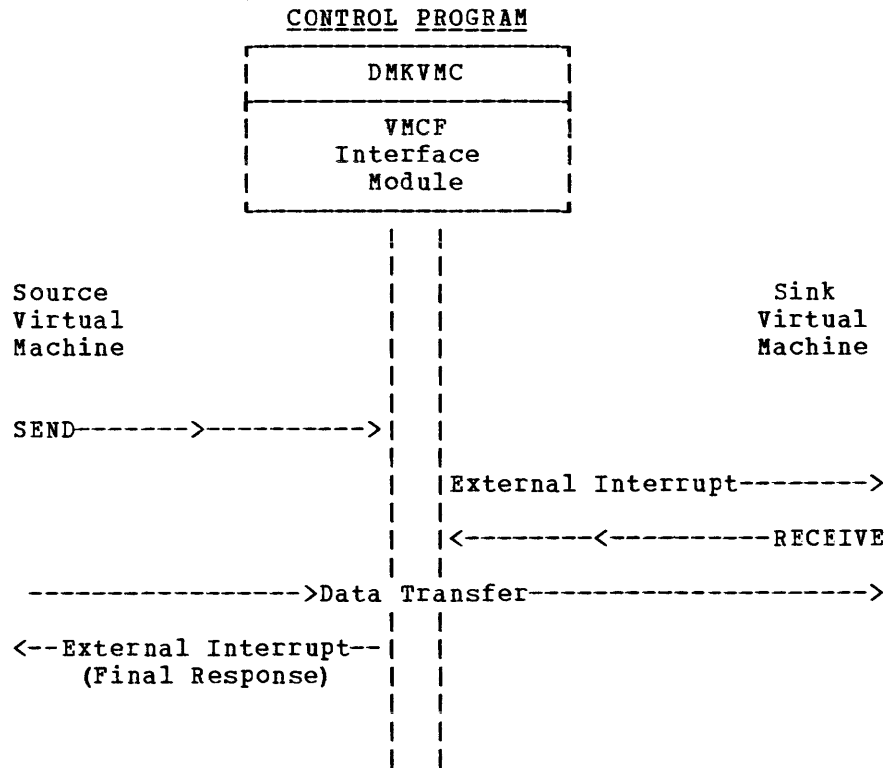 CONTROL PROGRAM
DMKVMC
VMCF
Interface
Module
Source
Virtual
Machine
Sink
Virtual
Machine
SEND------->---------->
External Interrupt-------->
<-------<----------RECEIVE
----------------->Data Transfer--------------------->
<--External Interrupt--
(Final Response)